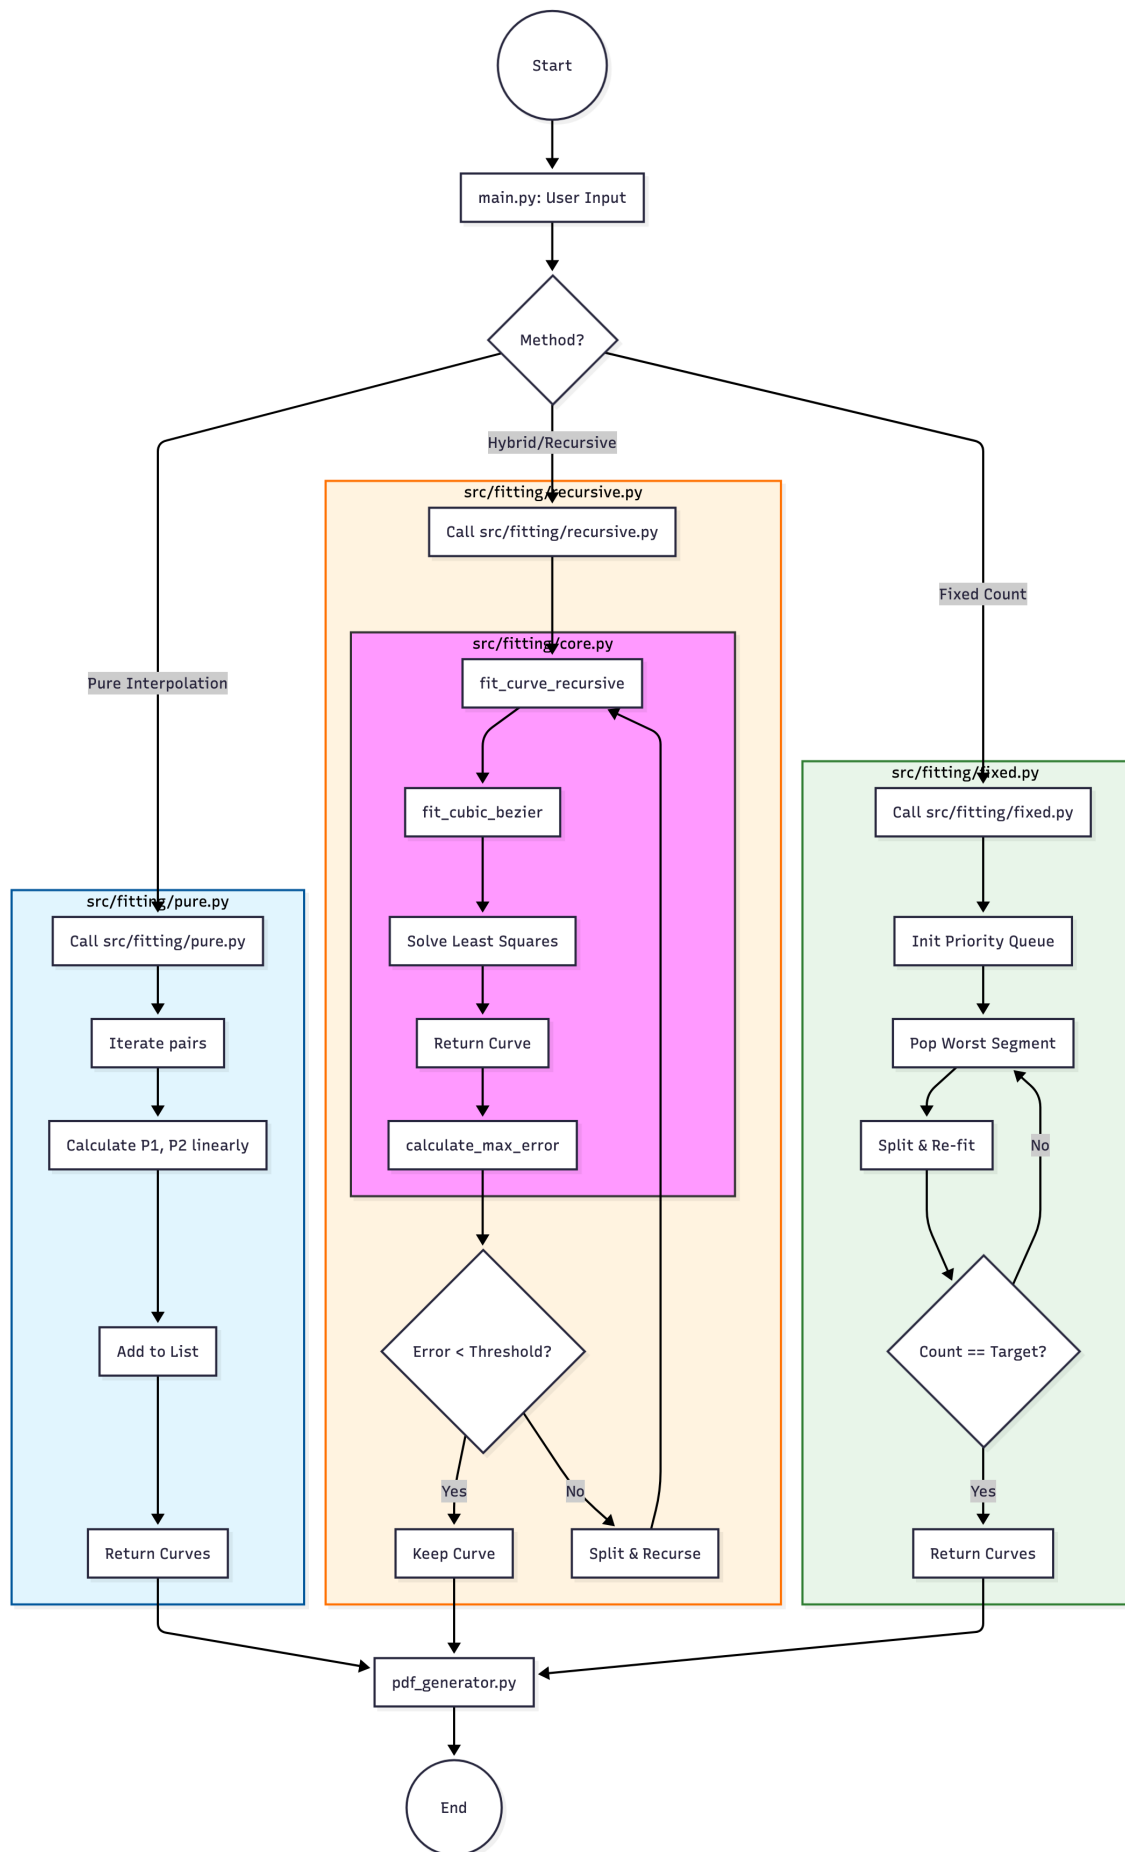 Start
main.py: User Input
Method?
Hybrid/Recursive
src/fitting/recursive.py
Call src/fitting/recursive.py
Fixed Count
src/fitting/core.py
fit_curve_recursive
Pure Interpolation
src/fitting/fixed.py
fit_cubic_bezier
Call src/fitting/fixed.py
src/fitting/pure.py
Call src/fitting/pure.py
Solve Least Squares
Init Priority Queue
Iterate pairs
Return Curve
Pop Worst Segment
Calculate P1, P2 linearly
calculate_max_error
Split & Re-fit
No
Add to List
Error < Threshold?
Count == Target?
Yes
No
Yes
Return Curves
Keep Curve
Split & Recurse
Return Curves
pdf_generator.py
End